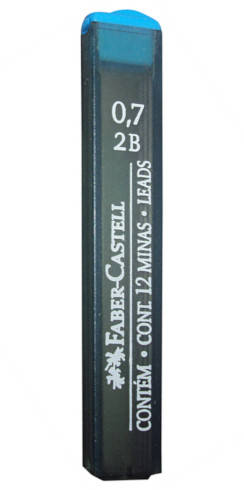 0,7
2B
FABER-CASTELL
CONTÉM • CONT. 12 MINAS • LEADS